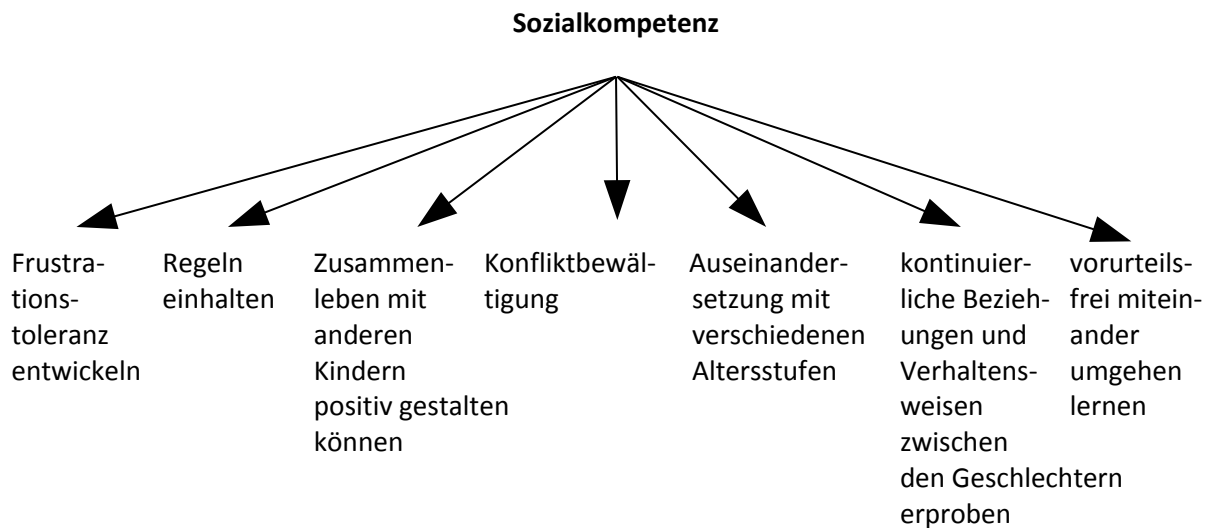 Sozialkompetenz
Frustra-
tions-
toleranz
entwickeln
Regeln
einhalten
Zusammen-
leben mit
anderen
Kindern
positiv gestalten
können
Konfliktbewäl-
tigung
Auseinander-
setzung mit
verschiedenen
Altersstufen
kontinuier-
liche Bezieh-
ungen und
Verhaltens-
weisen
zwischen
den Geschlechtern
erproben
vorurteils-
frei mitein-
ander
umgehen
lernen